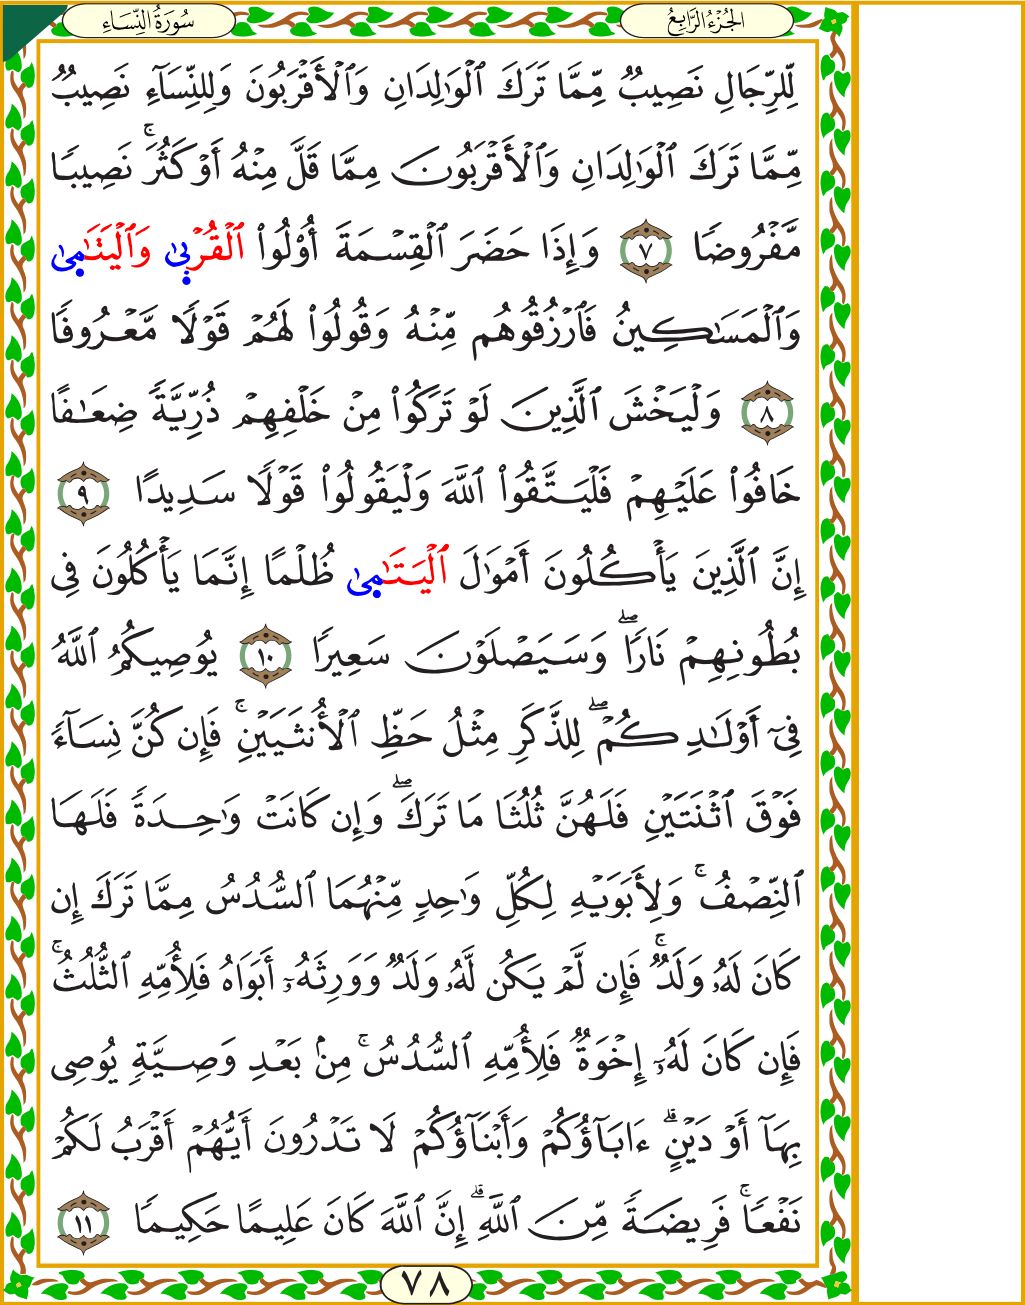 الجُزْءُ الرَّابِعُ
سُورَةُ النِّسَاءِ
لِّلرِّجَالِ نَصِيبٌ مِّمَّا تَرَكَ ٱلْوَٰلِدَانِ وَٱلْأَقْرَبُونَ وَلِلنِّسَآءِ نَصِيبٌ
مِّمَّا تَرَكَ ٱلْوَٰلِدَانِ وَٱلْأَقْرَبُونَ مِمَّا قَلَّ مِنْهُ أَوْ كَثُرَ ۚ نَصِيبًا
مَّفْرُوضًا ٧ وَإِذَا حَضَرَ ٱلْقِسْمَةَ أُو۟لُوا۟ ٱلْقُرْبَىٰ وَٱلْيَتَٰمَىٰ
وَٱلْمَسَٰكِينُ فَٱرْزُقُوهُم مِّنْهُ وَقُولُوا۟ لَهُمْ قَوْلًا مَّعْرُوفًا
٨ وَلْيَخْشَ ٱلَّذِينَ لَوْ تَرَكُوا۟ مِنْ خَلْفِهِمْ ذُرِّيَّةً ضِعَٰفًا
خَافُوا۟ عَلَيْهِمْ فَلْيَتَّقُوا۟ ٱللَّهَ وَلْيَقُولُوا۟ قَوْلًا سَدِيدًا ٩
إِنَّ ٱلَّذِينَ يَأْكُلُونَ أَمْوَٰلَ ٱلْيَتَٰمَىٰ ظُلْمًا إِنَّمَا يَأْكُلُونَ فِى
بُطُونِهِمْ نَارًا ۖ وَسَيَصْلَوْنَ سَعِيرًا ١٠ يُوصِيكُمُ ٱللَّهُ
فِىٓ أَوْلَٰدِكُمْ ۖ لِلذَّكَرِ مِثْلُ حَظِّ ٱلْأُنثَيَيْنِ ۚ فَإِن كُنَّ نِسَآءً
فَوْقَ ٱثْنَتَيْنِ فَلَهُنَّ ثُلُثَا مَا تَرَكَ ۖ وَإِن كَانَتْ وَٰحِدَةً فَلَهَا
ٱلنِّصْفُ ۚ وَلِأَبَوَيْهِ لِكُلِّ وَٰحِدٍ مِّنْهُمَا ٱلسُّدُسُ مِمَّا تَرَكَ إِن
كَانَ لَهُۥ وَلَدٌ ۚ فَإِن لَّمْ يَكُن لَّهُۥ وَلَدٌ وَوَرِثَهُۥٓ أَبَوَاهُ فَلِأُمِّهِ ٱلثُّلُثُ ۚ
فَإِن كَانَ لَهُۥٓ إِخْوَةٌ فَلِأُمِّهِ ٱلسُّدُسُ ۚ مِنۢ بَعْدِ وَصِيَّةٍ يُوصِى
بِهَآ أَوْ دَيْنٍ ۗ ءَابَآؤُكُمْ وَأَبْنَآؤُكُمْ لَا تَدْرُونَ أَيُّهُمْ أَقْرَبُ لَكُمْ
نَفْعًا ۚ فَرِيضَةً مِّنَ ٱللَّهِ ۗ إِنَّ ٱللَّهَ كَانَ عَلِيمًا حَكِيمًا ١١
٧٨